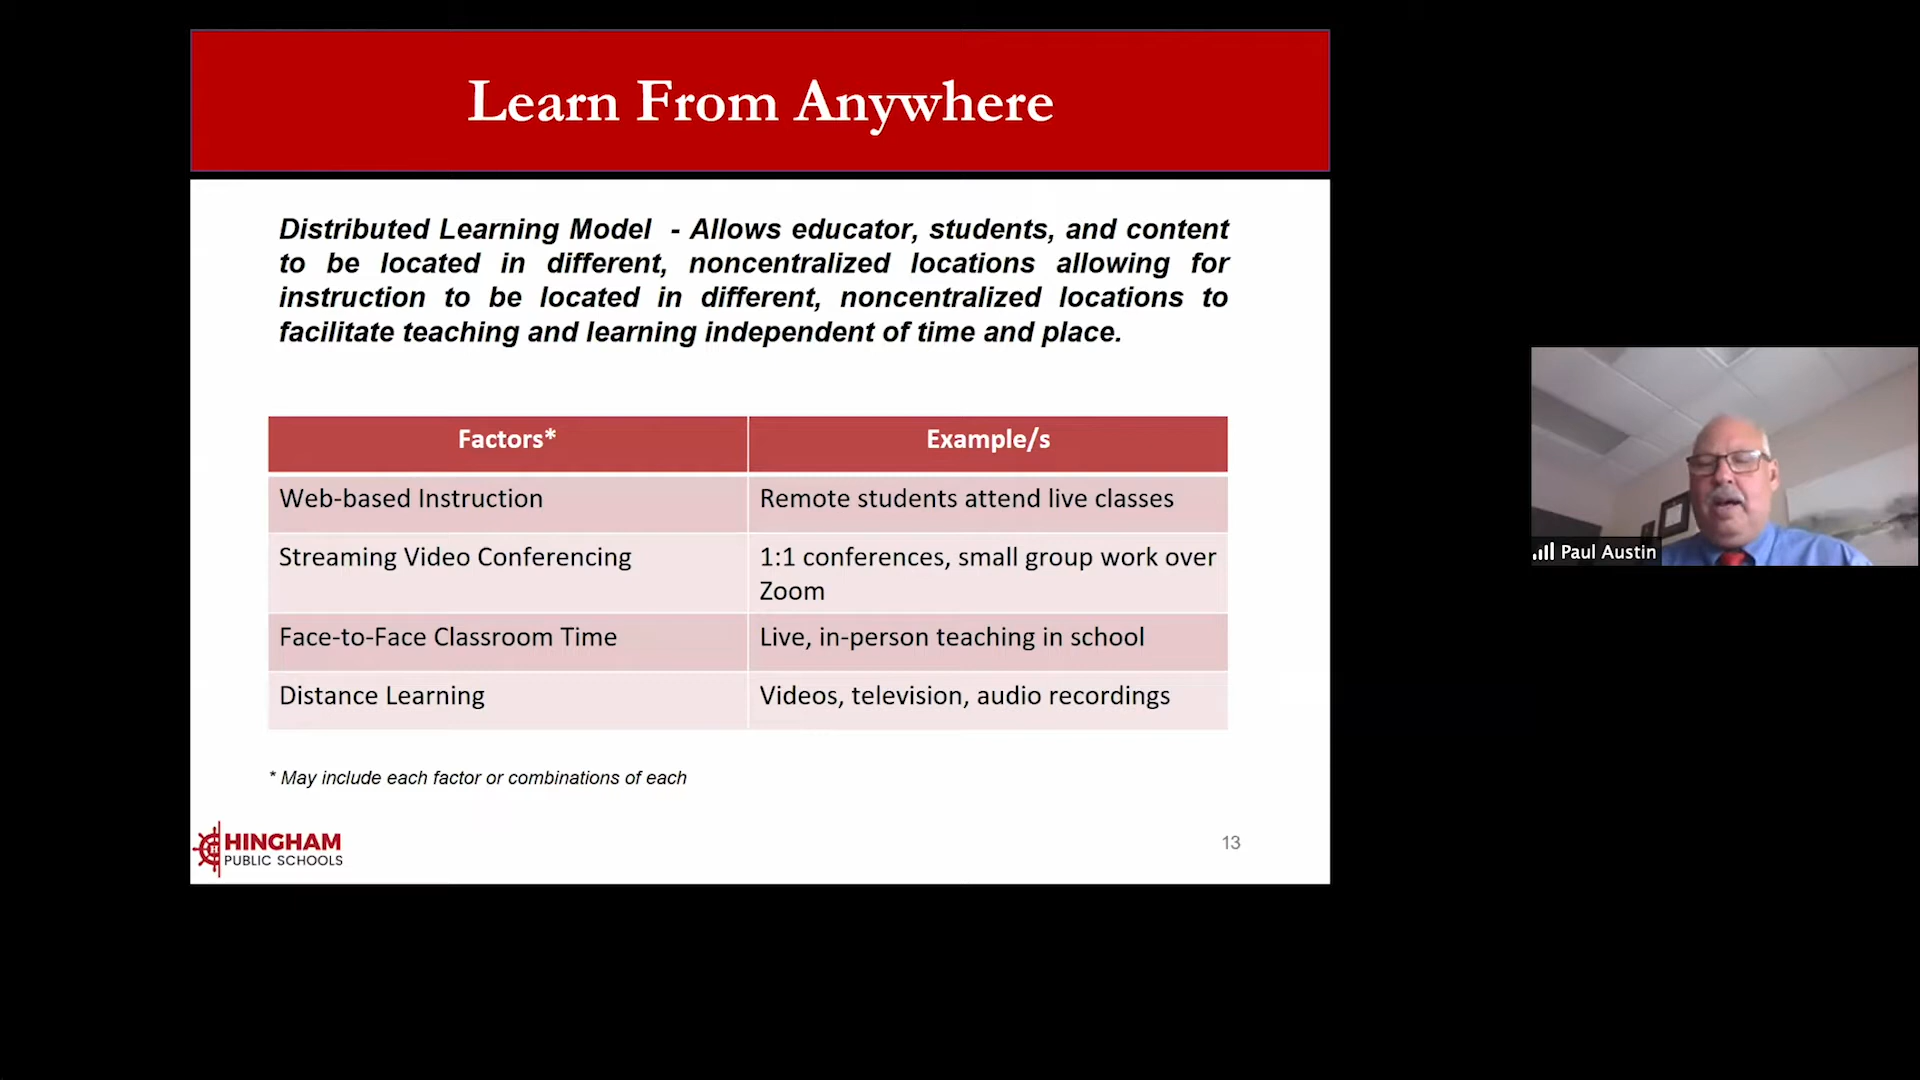 Learn From Anywhere
Distributed Learning Model - Allows educator, students, and content
to be located in different, noncentralized locations allowing for
instruction to be located in different, noncentralized locations to
facilitate teaching and learning independent of time and place.
Factors* Example/s
Web-based Instruction Remote students attend live classes
Streaming Video Conferencing 1:1 conferences, small group work over
Zoom
Face-to-Face Classroom Time Live, in-person teaching in school
Distance Learning Videos, television, audio recordings
* May include each factor or combinations of each
H
HINGHAM
PUBLIC SCHOOLS
13
Paul Austin